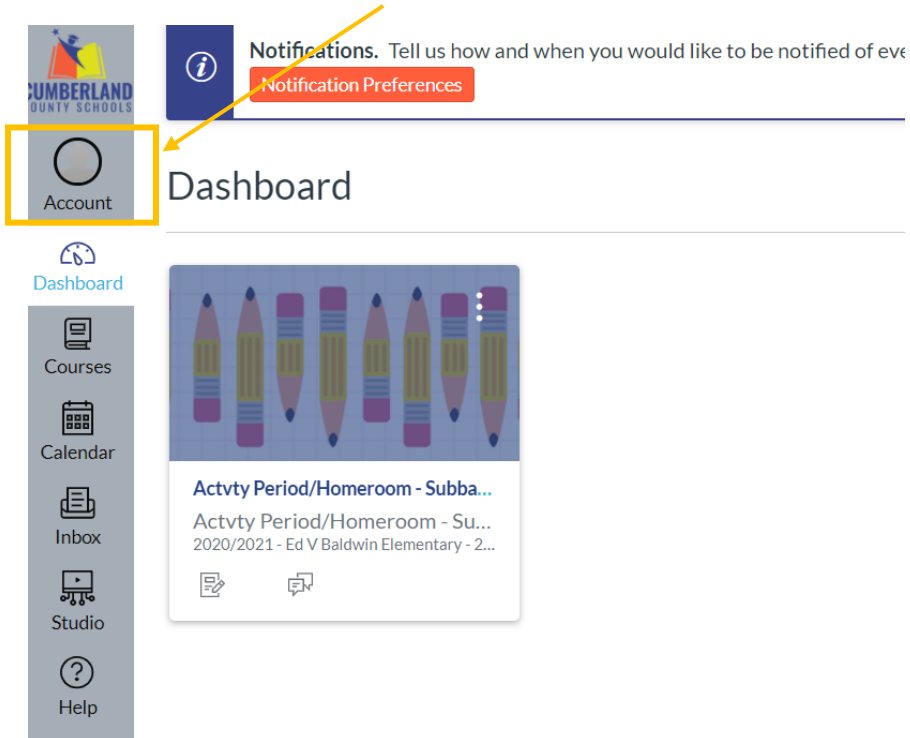 CUMBERLAND
COUNTY SCHOOLS
Account
Dashboard
Courses
Calendar
Inbox
Studio
Help
Notifications. Tell us how and when you would like to be notified of eve
Notification Preferences
Dashboard
Actvty Period/Homeroom - Subba...
Actvty Period/Homeroom - Su...
2020/2021 - Ed V Baldwin Elementary - 2...